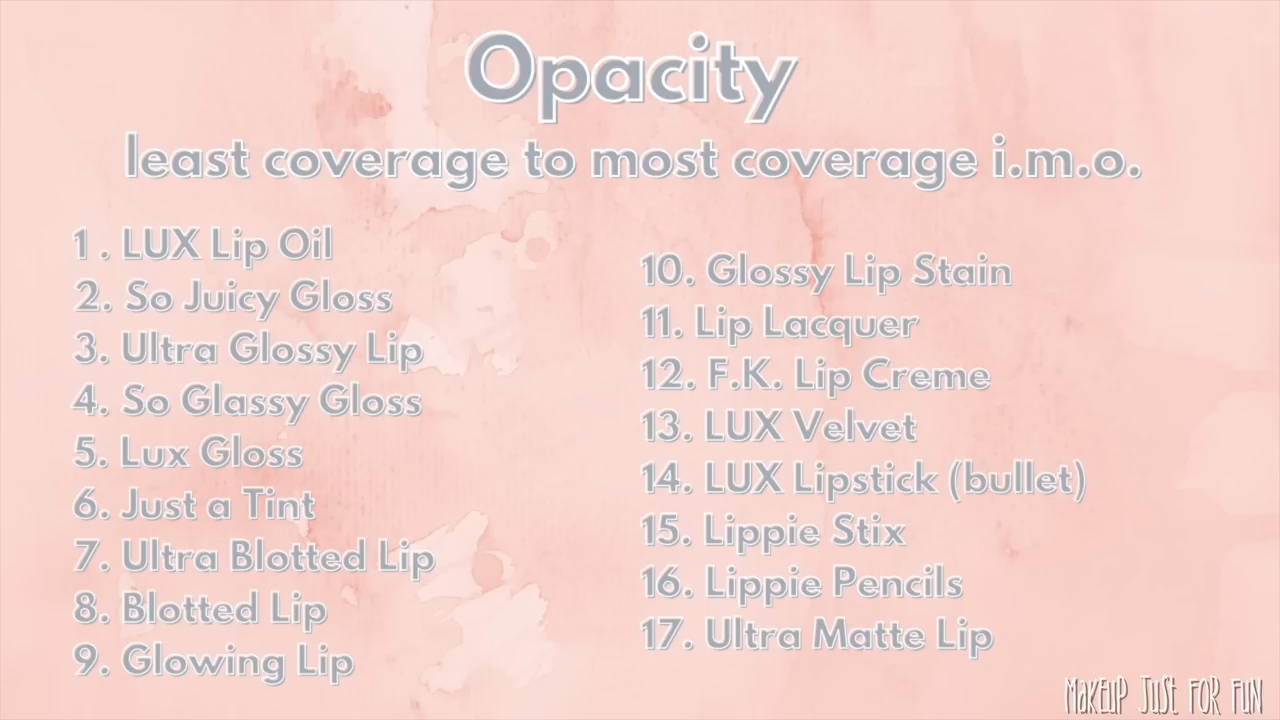 Opacity
least coverage to most coverage i.m.o.
1 . LUX Lip Oil
2. So Juicy Gloss
3. Ultra Glossy Lip
4. So Glassy Gloss
5. Lux Gloss
6. Just a Tint
7. Ultra Blotted Lip
8. Blotted Lip
9. Glowing Lip
10. Glossy Lip Stain
11. Lip Lacquer
12. F.K. Lip Creme
13. LUX Velvet
14. LUX Lipstick (bullet)
15. Lippie Stix
16. Lippie Pencils
17. Ultra Matte Lip
MAKEUP JUST FOR FUN